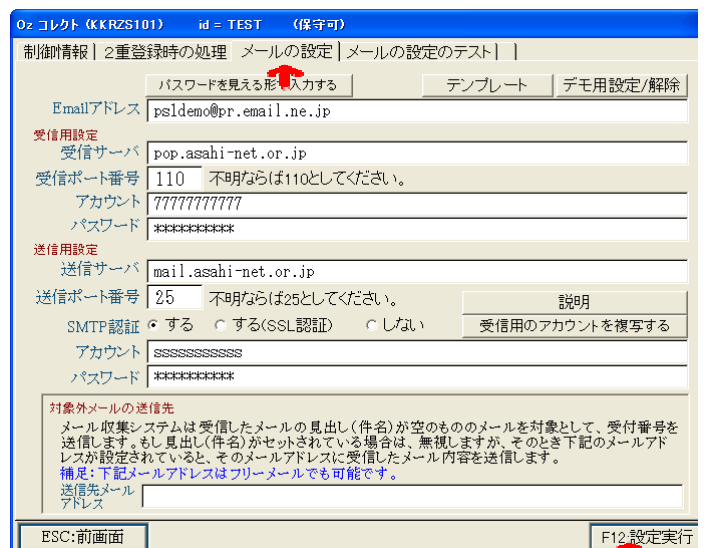 Oz コレクト (KKRZS101) id = TEST (保守可)
制御情報 | 2重登録時の処理 メールの設定 | メールの設定のテスト | |
パスワードを見える形で入力する テンプレート デモ用設定/解除
Emailアドレス psldemo@pr.email.ne.jp
受信用設定
受信サーバ pop.asahi-net.or.jp
受信ポート番号 110 不明ならば110としてください。
アカウント 77777777777
パスワード **********
送信用設定
送信サーバ mail.asahi-net.or.jp
送信ポート番号 25 不明ならば25としてください。 説明
SMTP認証 する する(SSL認証) しない 受信用のアカウントを複写する
アカウント sssssssssss
パスワード **********
対象外メールの送信先
メール収集システムは受信したメールの見出し(件名)が空のもののメールを対象として、受付番号を
送信します。もし見出し(件名)がセットされている場合は、無視しますが、そのとき下記のメールアド
レスが設定されていると、そのメールアドレスに受信したメール内容を送信します。
補足:下記メールアドレスはフリーメールでも可能です。
送信先メール
アドレス
ESC:前画面 F12:設定実行